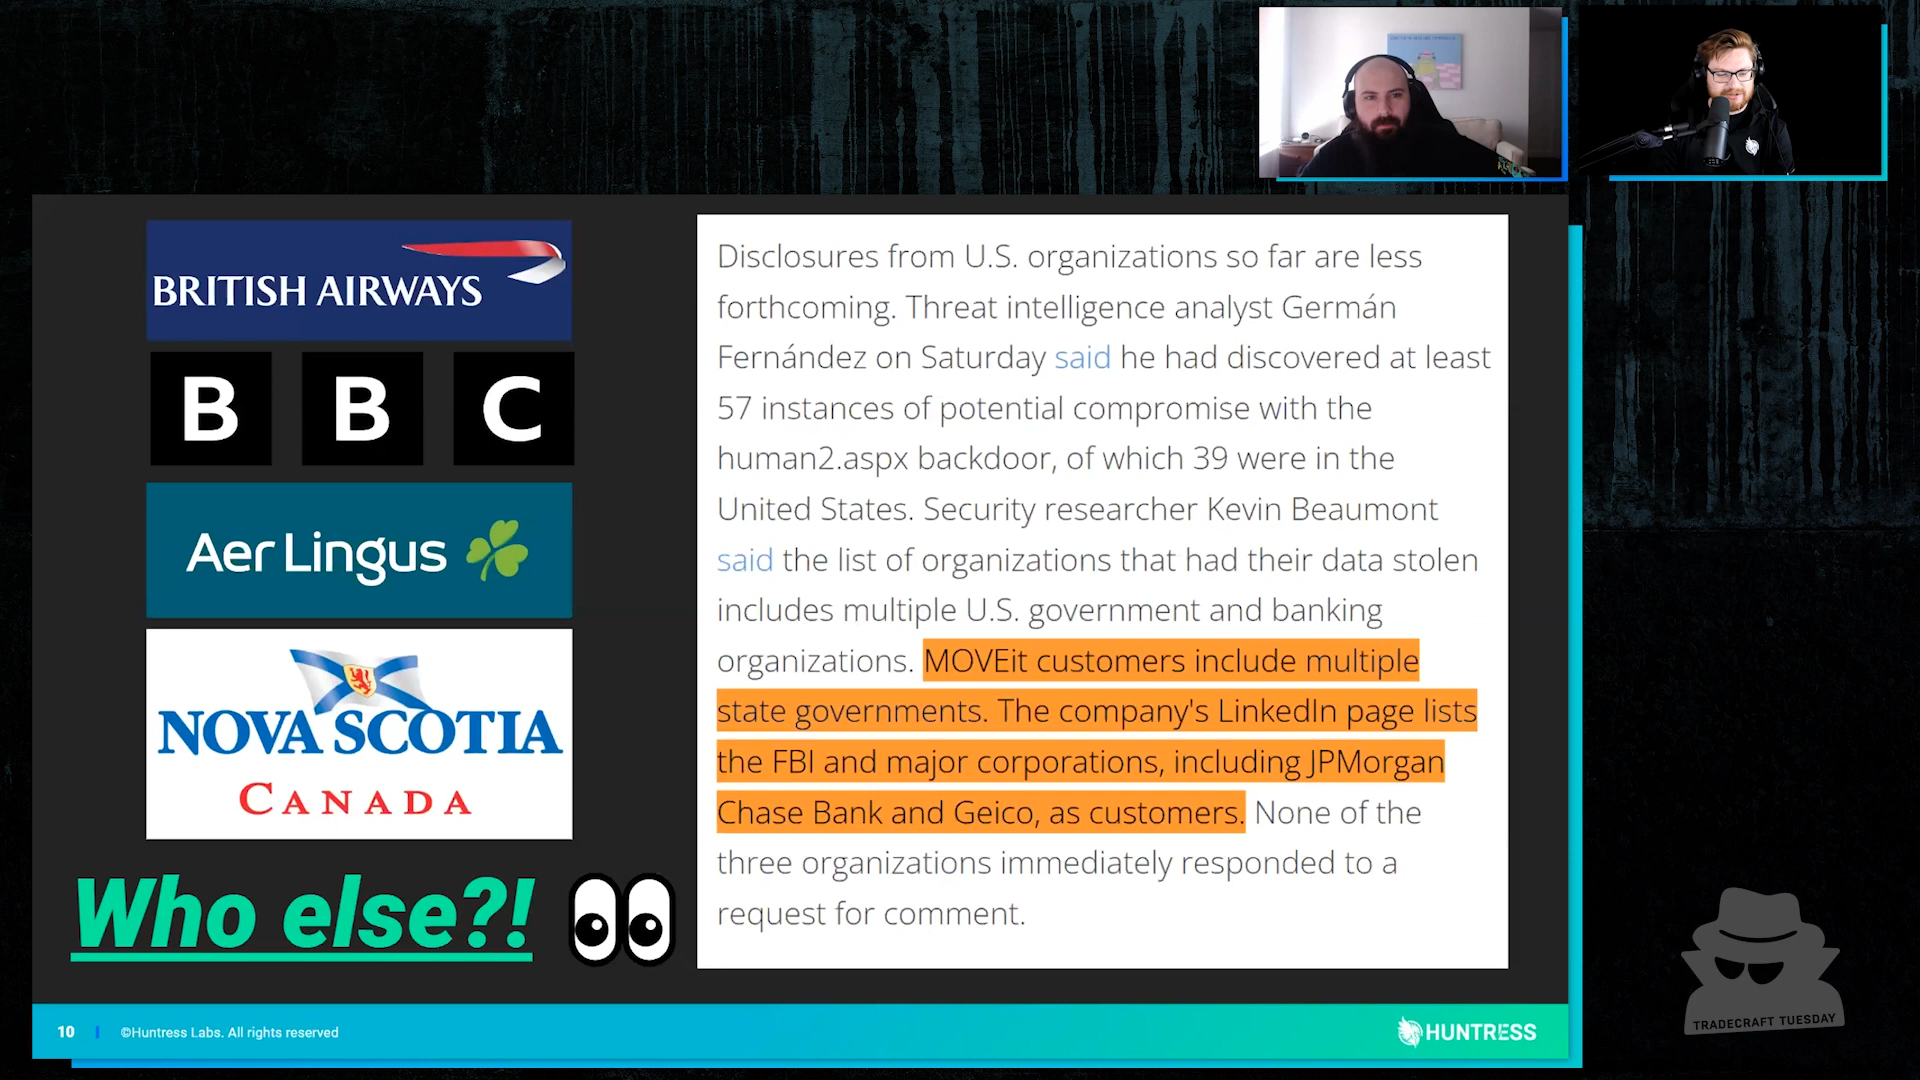 BRITISH AIRWAYS
B B C
Aer Lingus
NOVA SCOTIA
CANADA
Who else?!
Disclosures from U.S. organizations so far are less
forthcoming. Threat intelligence analyst Germán
Fernández on Saturday said he had discovered at least
57 instances of potential compromise with the
human2.aspx backdoor, of which 39 were in the
United States. Security researcher Kevin Beaumont
said the list of organizations that had their data stolen
includes multiple U.S. government and banking
organizations. MOVEit customers include multiple
state governments. The company's LinkedIn page lists
the FBI and major corporations, including JPMorgan
Chase Bank and Geico, as customers. None of the
three organizations immediately responded to a
request for comment.
10 | ©Huntress Labs. All rights reserved
HUNTRESS
TRADECRAFT TUESDAY